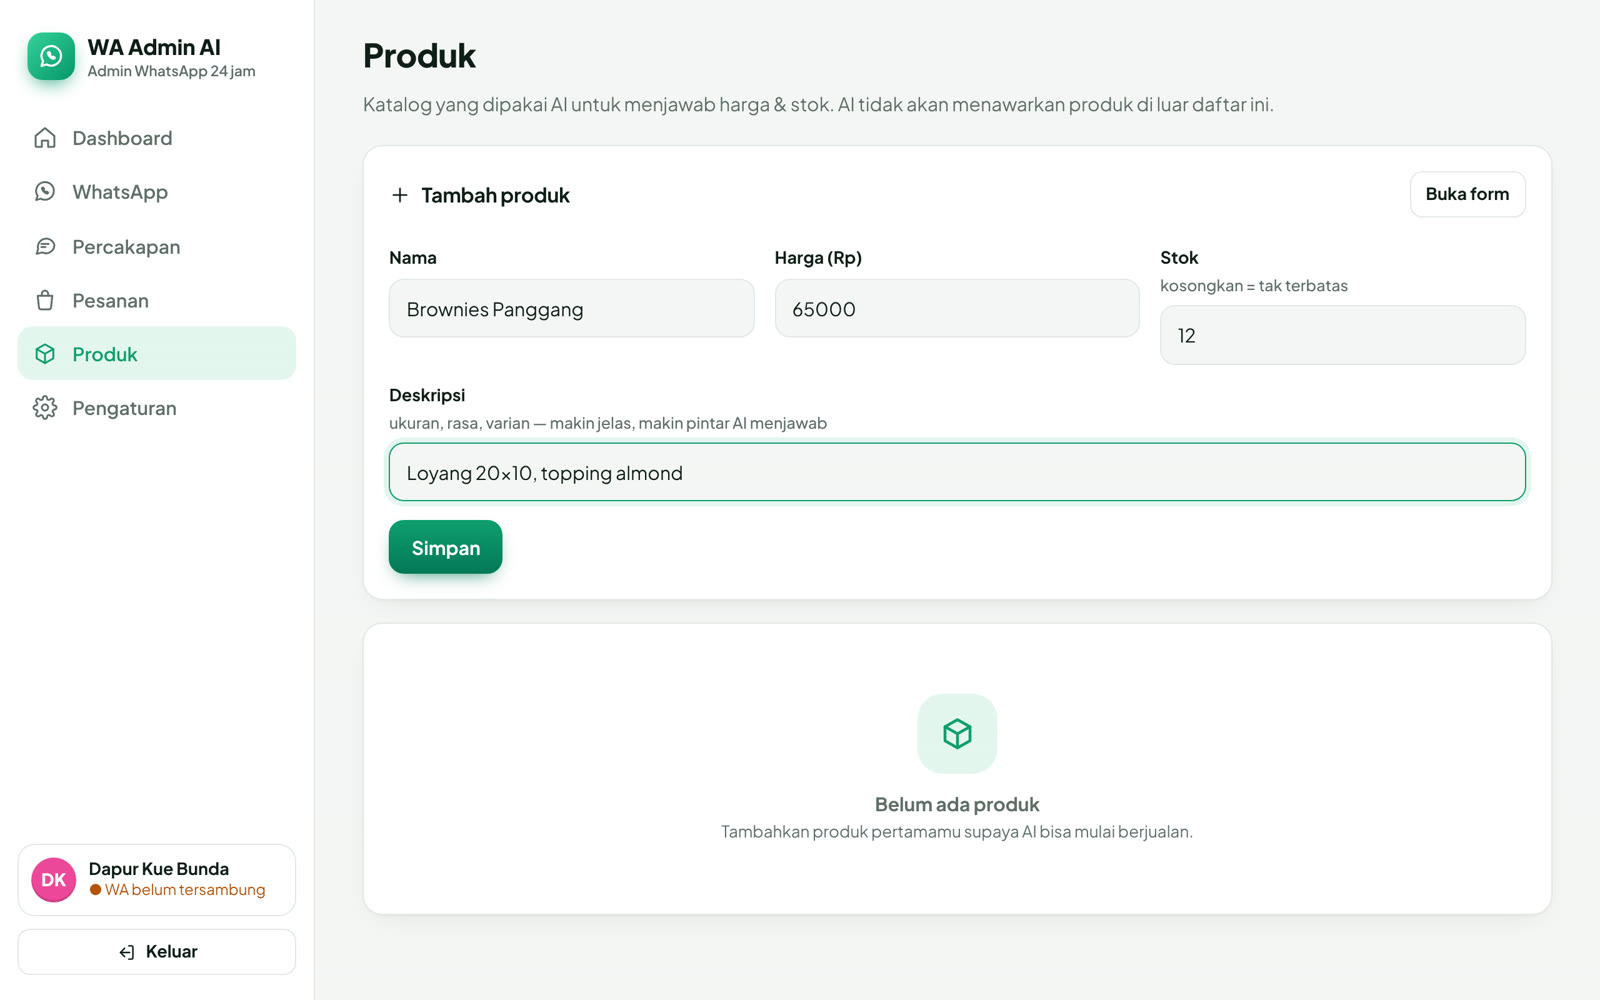 WA Admin AI
Admin WhatsApp 24 jam
Dashboard
WhatsApp
Percakapan
Pesanan
Produk
Pengaturan
DK
Dapur Kue Bunda
WA belum tersambung
Keluar
Produk
Katalog yang dipakai AI untuk menjawab harga & stok. AI tidak akan menawarkan produk di luar daftar ini.
Tambah produk
Buka form
Nama
Brownies Panggang
Harga (Rp)
65000
Stok
kosongkan = tak terbatas
12
Deskripsi
ukuran, rasa, varian — makin jelas, makin pintar AI menjawab
Loyang 20×10, topping almond
Simpan
Belum ada produk
Tambahkan produk pertamamu supaya AI bisa mulai berjualan.